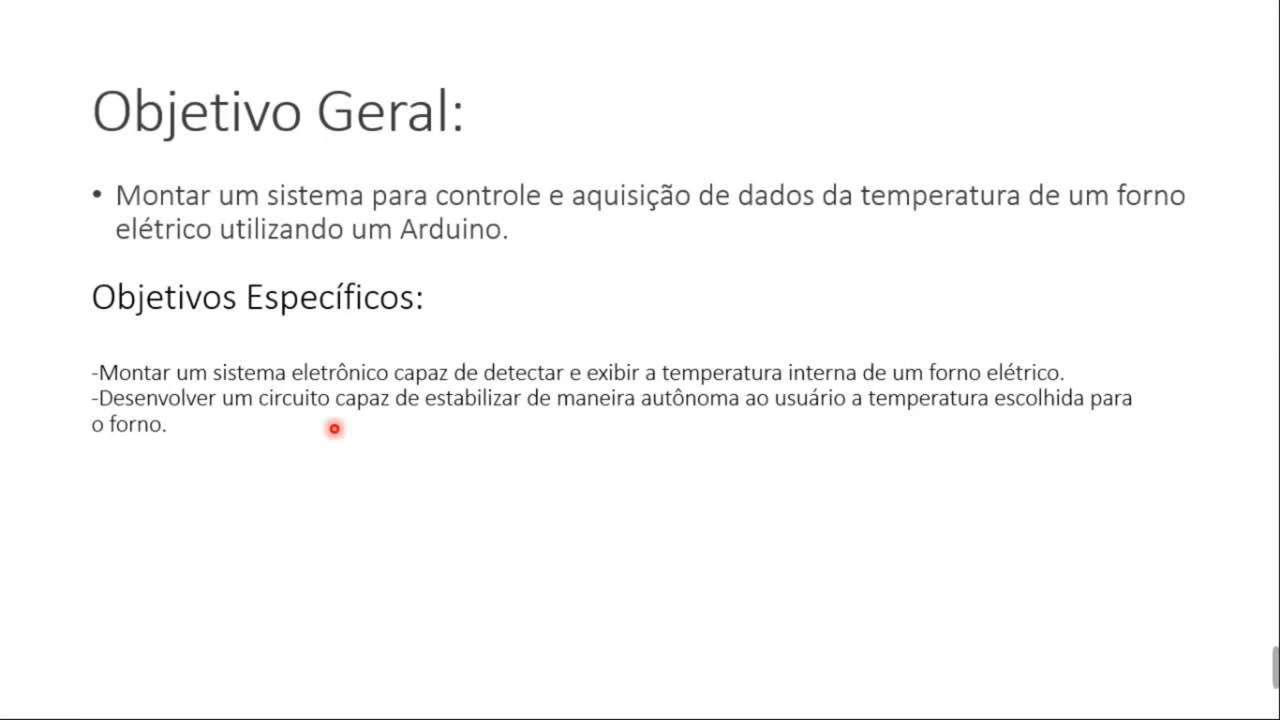 Objetivo Geral:
• Montar um sistema para controle e aquisição de dados da temperatura de um forno
elétrico utilizando um Arduino.
Objetivos Específicos:
-Montar um sistema eletrônico capaz de detectar e exibir a temperatura interna de um forno elétrico.
-Desenvolver um circuito capaz de estabilizar de maneira autônoma ao usuário a temperatura escolhida para
o forno.